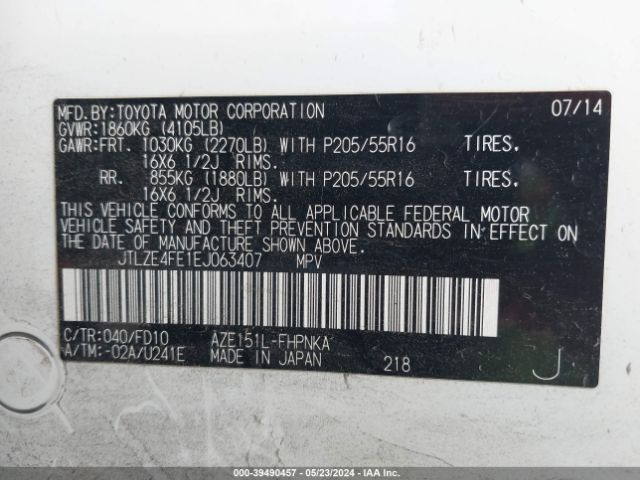 MFD.BY:TOYOTA MOTOR CORPORATION 07/14
GVWR:1860KG (4105LB)
GAWR:FRT. 1030KG (2270LB) WITH P205/55R16 TIRES.
16X6 1/2J RIMS.
RR. 855KG (1880LB) WITH P205/55R16 TIRES.
16X6 1/2J RIMS.
THIS VEHICLE CONFORMS TO ALL APPLICABLE FEDERAL MOTOR
VEHICLE SAFETY AND THEFT PREVENTION STANDARDS IN EFFECT ON
THE DATE OF MANUFACTURE SHOWN ABOVE.
JTLZE4FE1EJ063407 MPV
C/TR:040/FD10 AZE151L-FHPNKA
A/TM:-02A/U241E MADE IN JAPAN 218 J
000-39490457 - 05/23/2024 - IAA Inc.